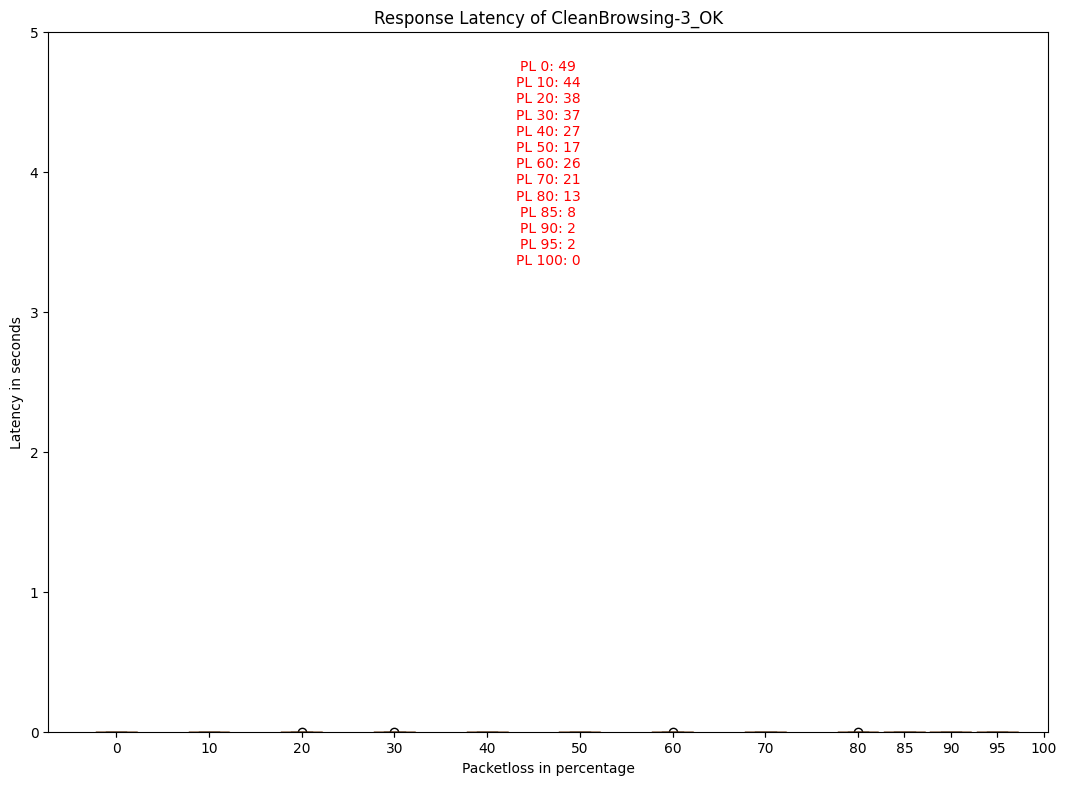 Response Latency of CleanBrowsing-3_OK
5
4
3
2
1
0
Latency in seconds
PL 0: 49
PL 10: 44
PL 20: 38
PL 30: 37
PL 40: 27
PL 50: 17
PL 60: 26
PL 70: 21
PL 80: 13
PL 85: 8
PL 90: 2
PL 95: 2
PL 100: 0
0 10 20 30 40 50 60 70 80 85 90 95 100
Packetloss in percentage